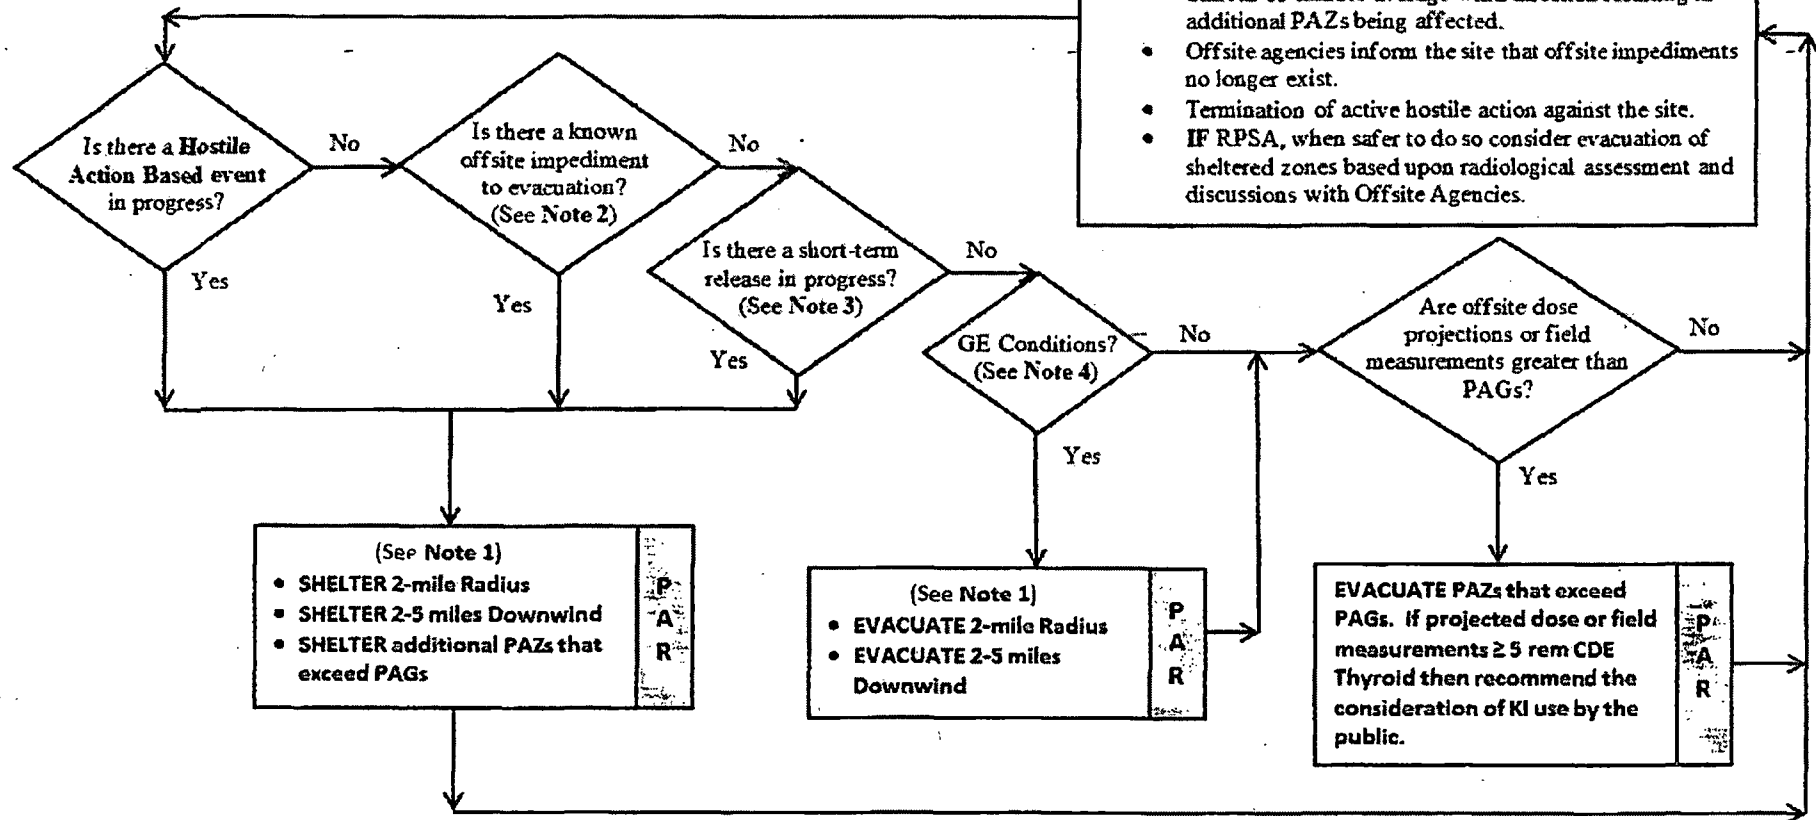 additional PAZs being affected.
• Offsite agencies inform the site that offsite impediments
no longer exist.
• Termination of active hostile action against the site.
• IF RPSA, when safer to do so consider evacuation of
sheltered zones based upon radiological assessment and
discussions with Offsite Agencies.
Is there a Hostile
Action Based event
in progress?
No
Yes
Is there a known
offsite impediment
to evacuation?
(See Note 2)
No
Yes
Is there a short-term
release in progress?
(See Note 3)
No
Yes
GE Conditions?
(See Note 4)
No
Yes
Are offsite dose
projections or field
measurements greater than
PAGs?
No
Yes
(See Note 1)
• SHELTER 2-mile Radius
• SHELTER 2-5 miles Downwind
• SHELTER additional PAZs that
exceed PAGs
P
A
R
(See Note 1)
• EVACUATE 2-mile Radius
• EVACUATE 2-5 miles
Downwind
P
A
R
EVACUATE PAZs that exceed
PAGs. If projected dose or field
measurements ≥ 5 rem CDE
Thyroid then recommend the
consideration of KI use by the
public.
P
A
R